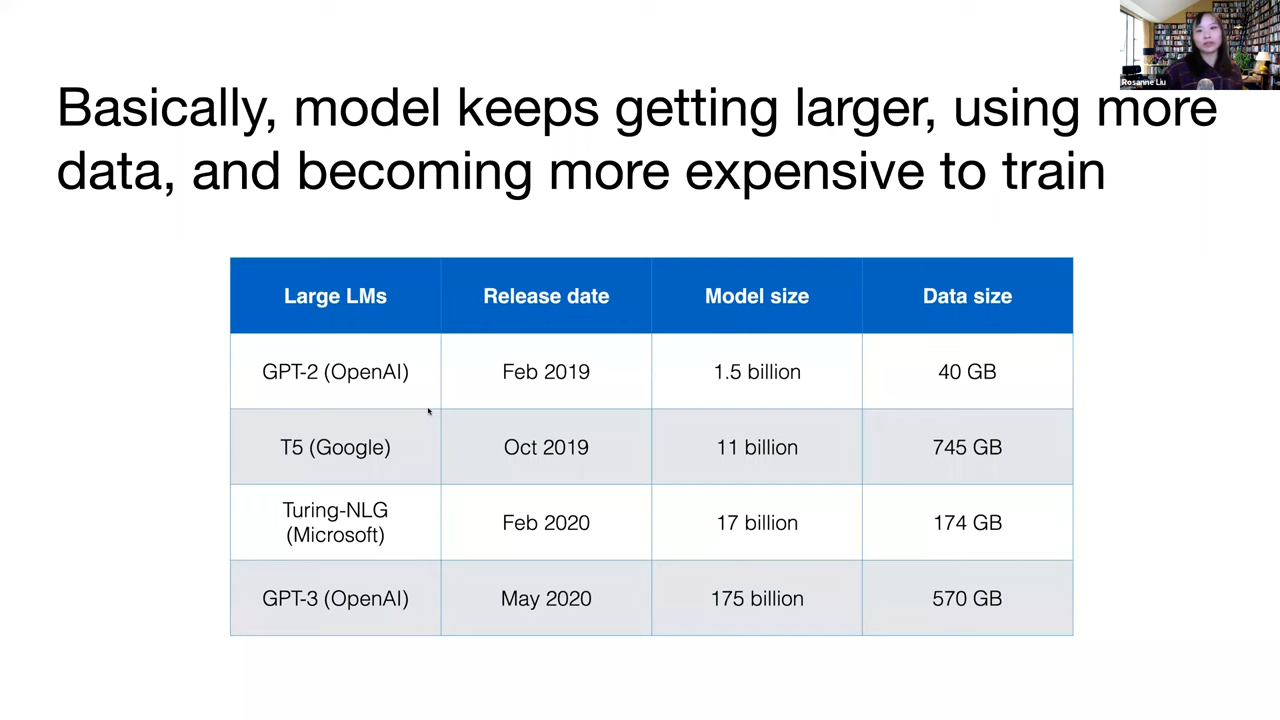 Rosanne Liu
Basically, model keeps getting larger, using more
data, and becoming more expensive to train
Large LMs Release date Model size Data size
GPT-2 (OpenAI) Feb 2019 1.5 billion 40 GB
T5 (Google) Oct 2019 11 billion 745 GB
Turing-NLG
(Microsoft) Feb 2020 17 billion 174 GB
GPT-3 (OpenAI) May 2020 175 billion 570 GB